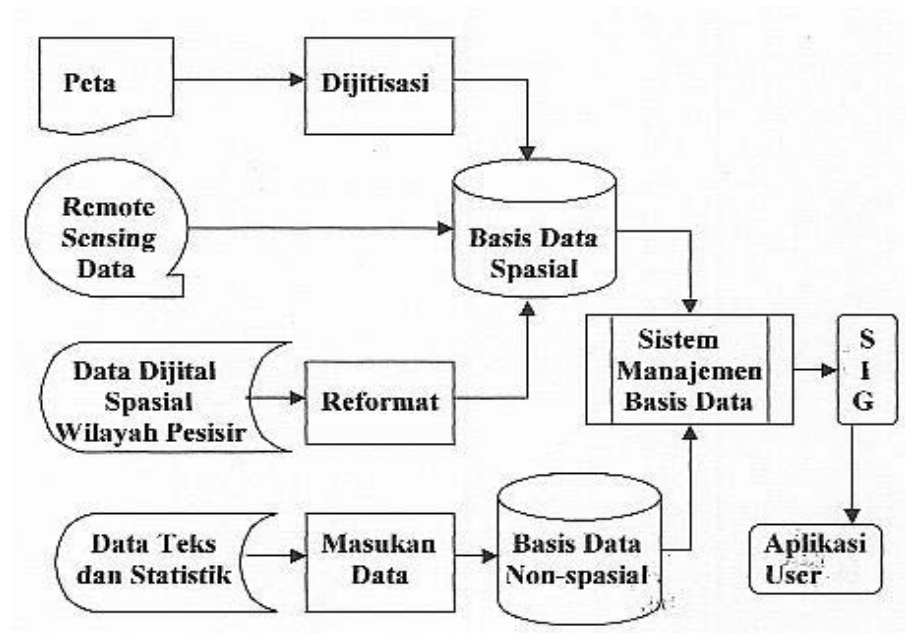 Peta
Dijitisasi
Remote
Sensing
Data
Basis Data
Spasial
Data Dijital
Spasial
Wilayah Pesisir
Reformat
Sistem
Manajemen
Basis Data
S
I
G
Data Teks
dan Statistik
Masukan
Data
Basis Data
Non-spasial
Aplikasi
User